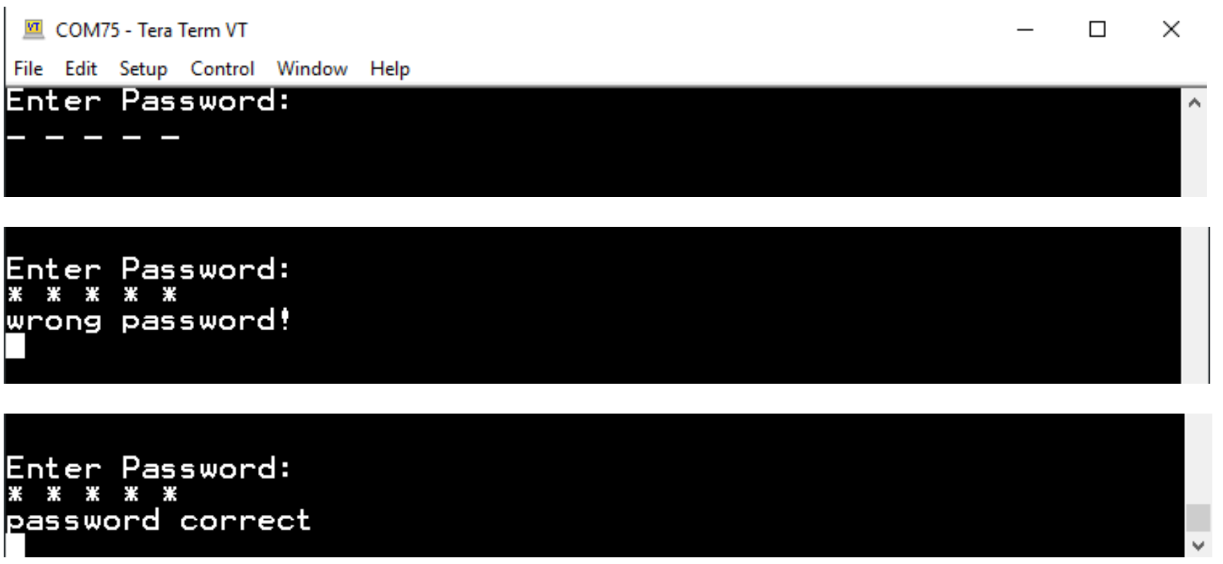 VT COM75 - Tera Term VT
File Edit Setup Control Window Help
Enter Password:
_ _ _ _ _
Enter Password:
* * * * *
wrong password!
Enter Password:
* * * * *
password correct